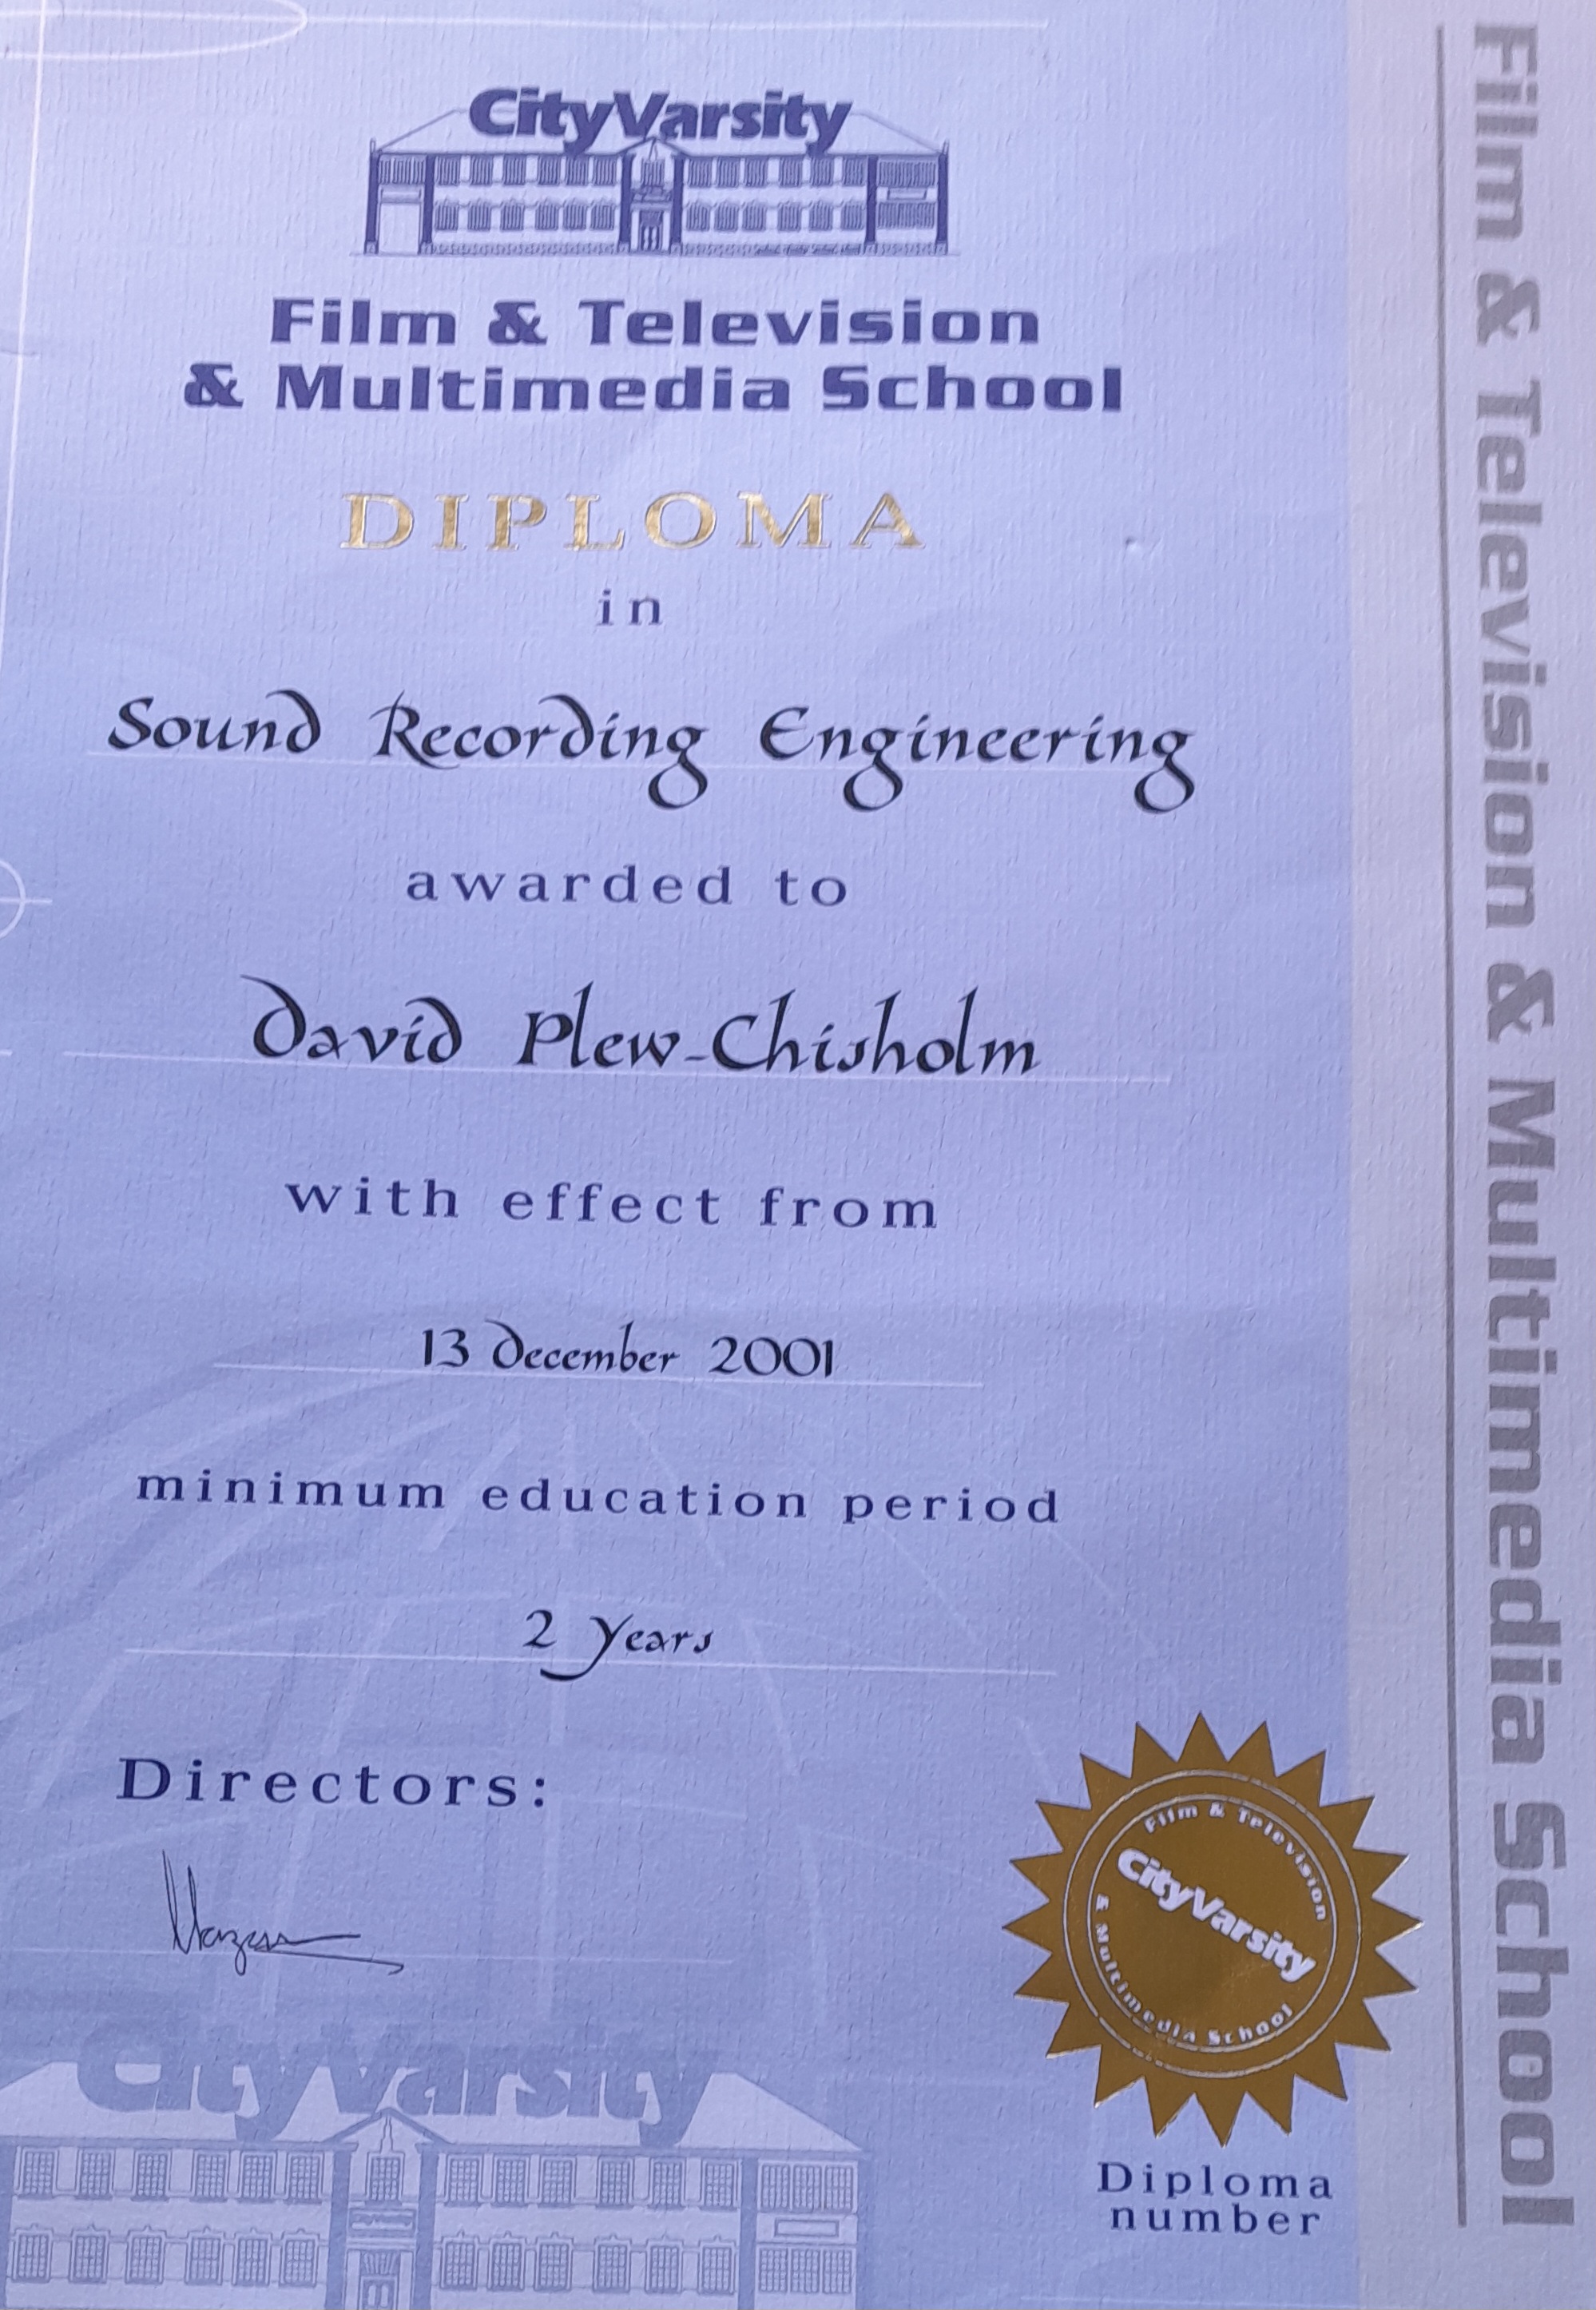 CityVarsity
Film & Television
& Multimedia School
DIPLOMA
in
Sound Recording Engineering
awarded to
David Plew-Chisholm
with effect from
13 December 2001
minimum education period
2 Years
Directors:
Film & Television
CityVarsity
& Multimedia School
CityVarsity
Diploma
number
Film & Television & Multimedia School